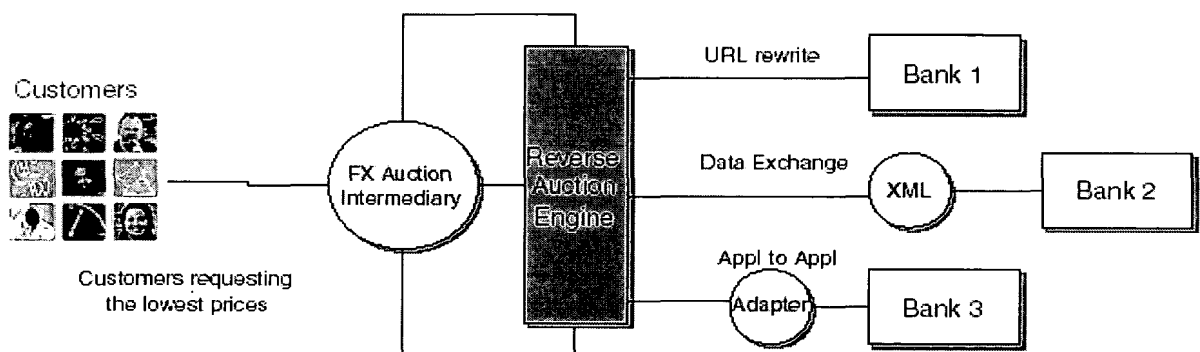 Customers
Customers requesting
the lowest prices
FX Auction
Intermediary
Reverse
Auction
Engine
URL rewrite
Bank 1
Data Exchange
XML
Bank 2
Appl to Appl
Adapter
Bank 3